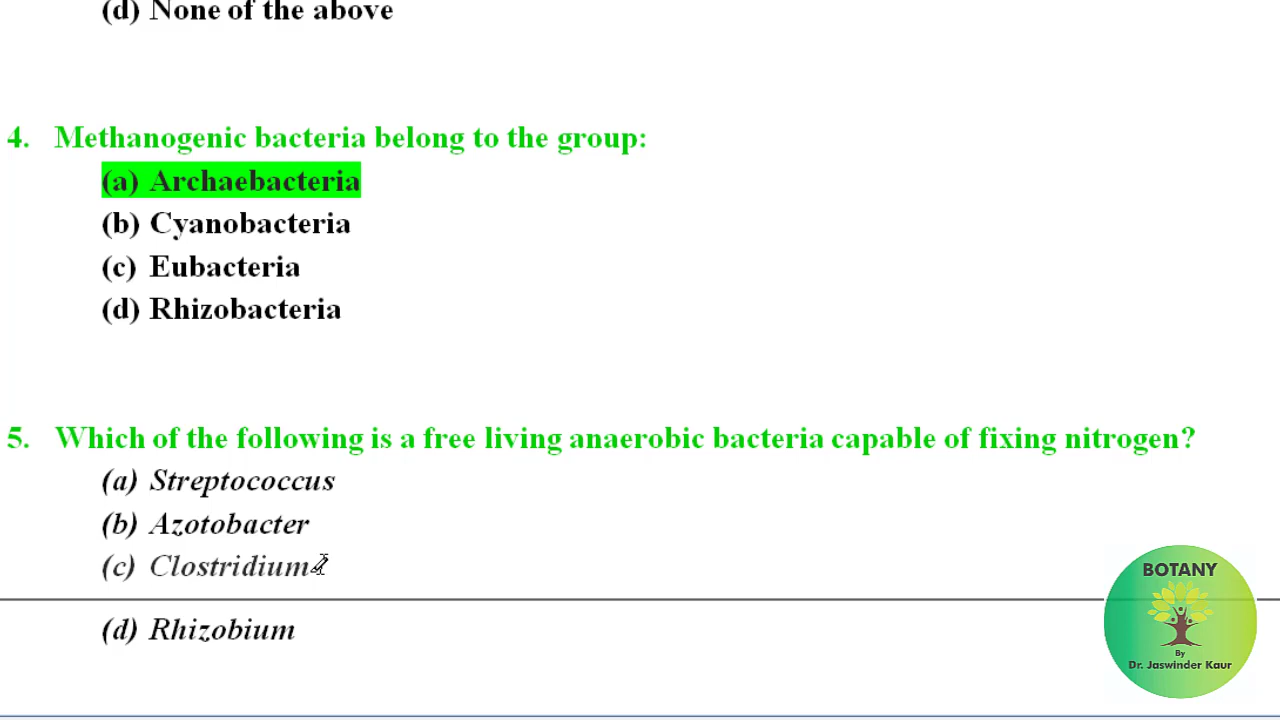 (d) None of the above
4. Methanogenic bacteria belong to the group:
(a) Archaebacteria
(b) Cyanobacteria
(c) Eubacteria
(d) Rhizobacteria
5. Which of the following is a free living anaerobic bacteria capable of fixing nitrogen?
(a) Streptococcus
(b) Azotobacter
(c) Clostridium
(d) Rhizobium
BOTANY
By
Dr. Jaswinder Kaur